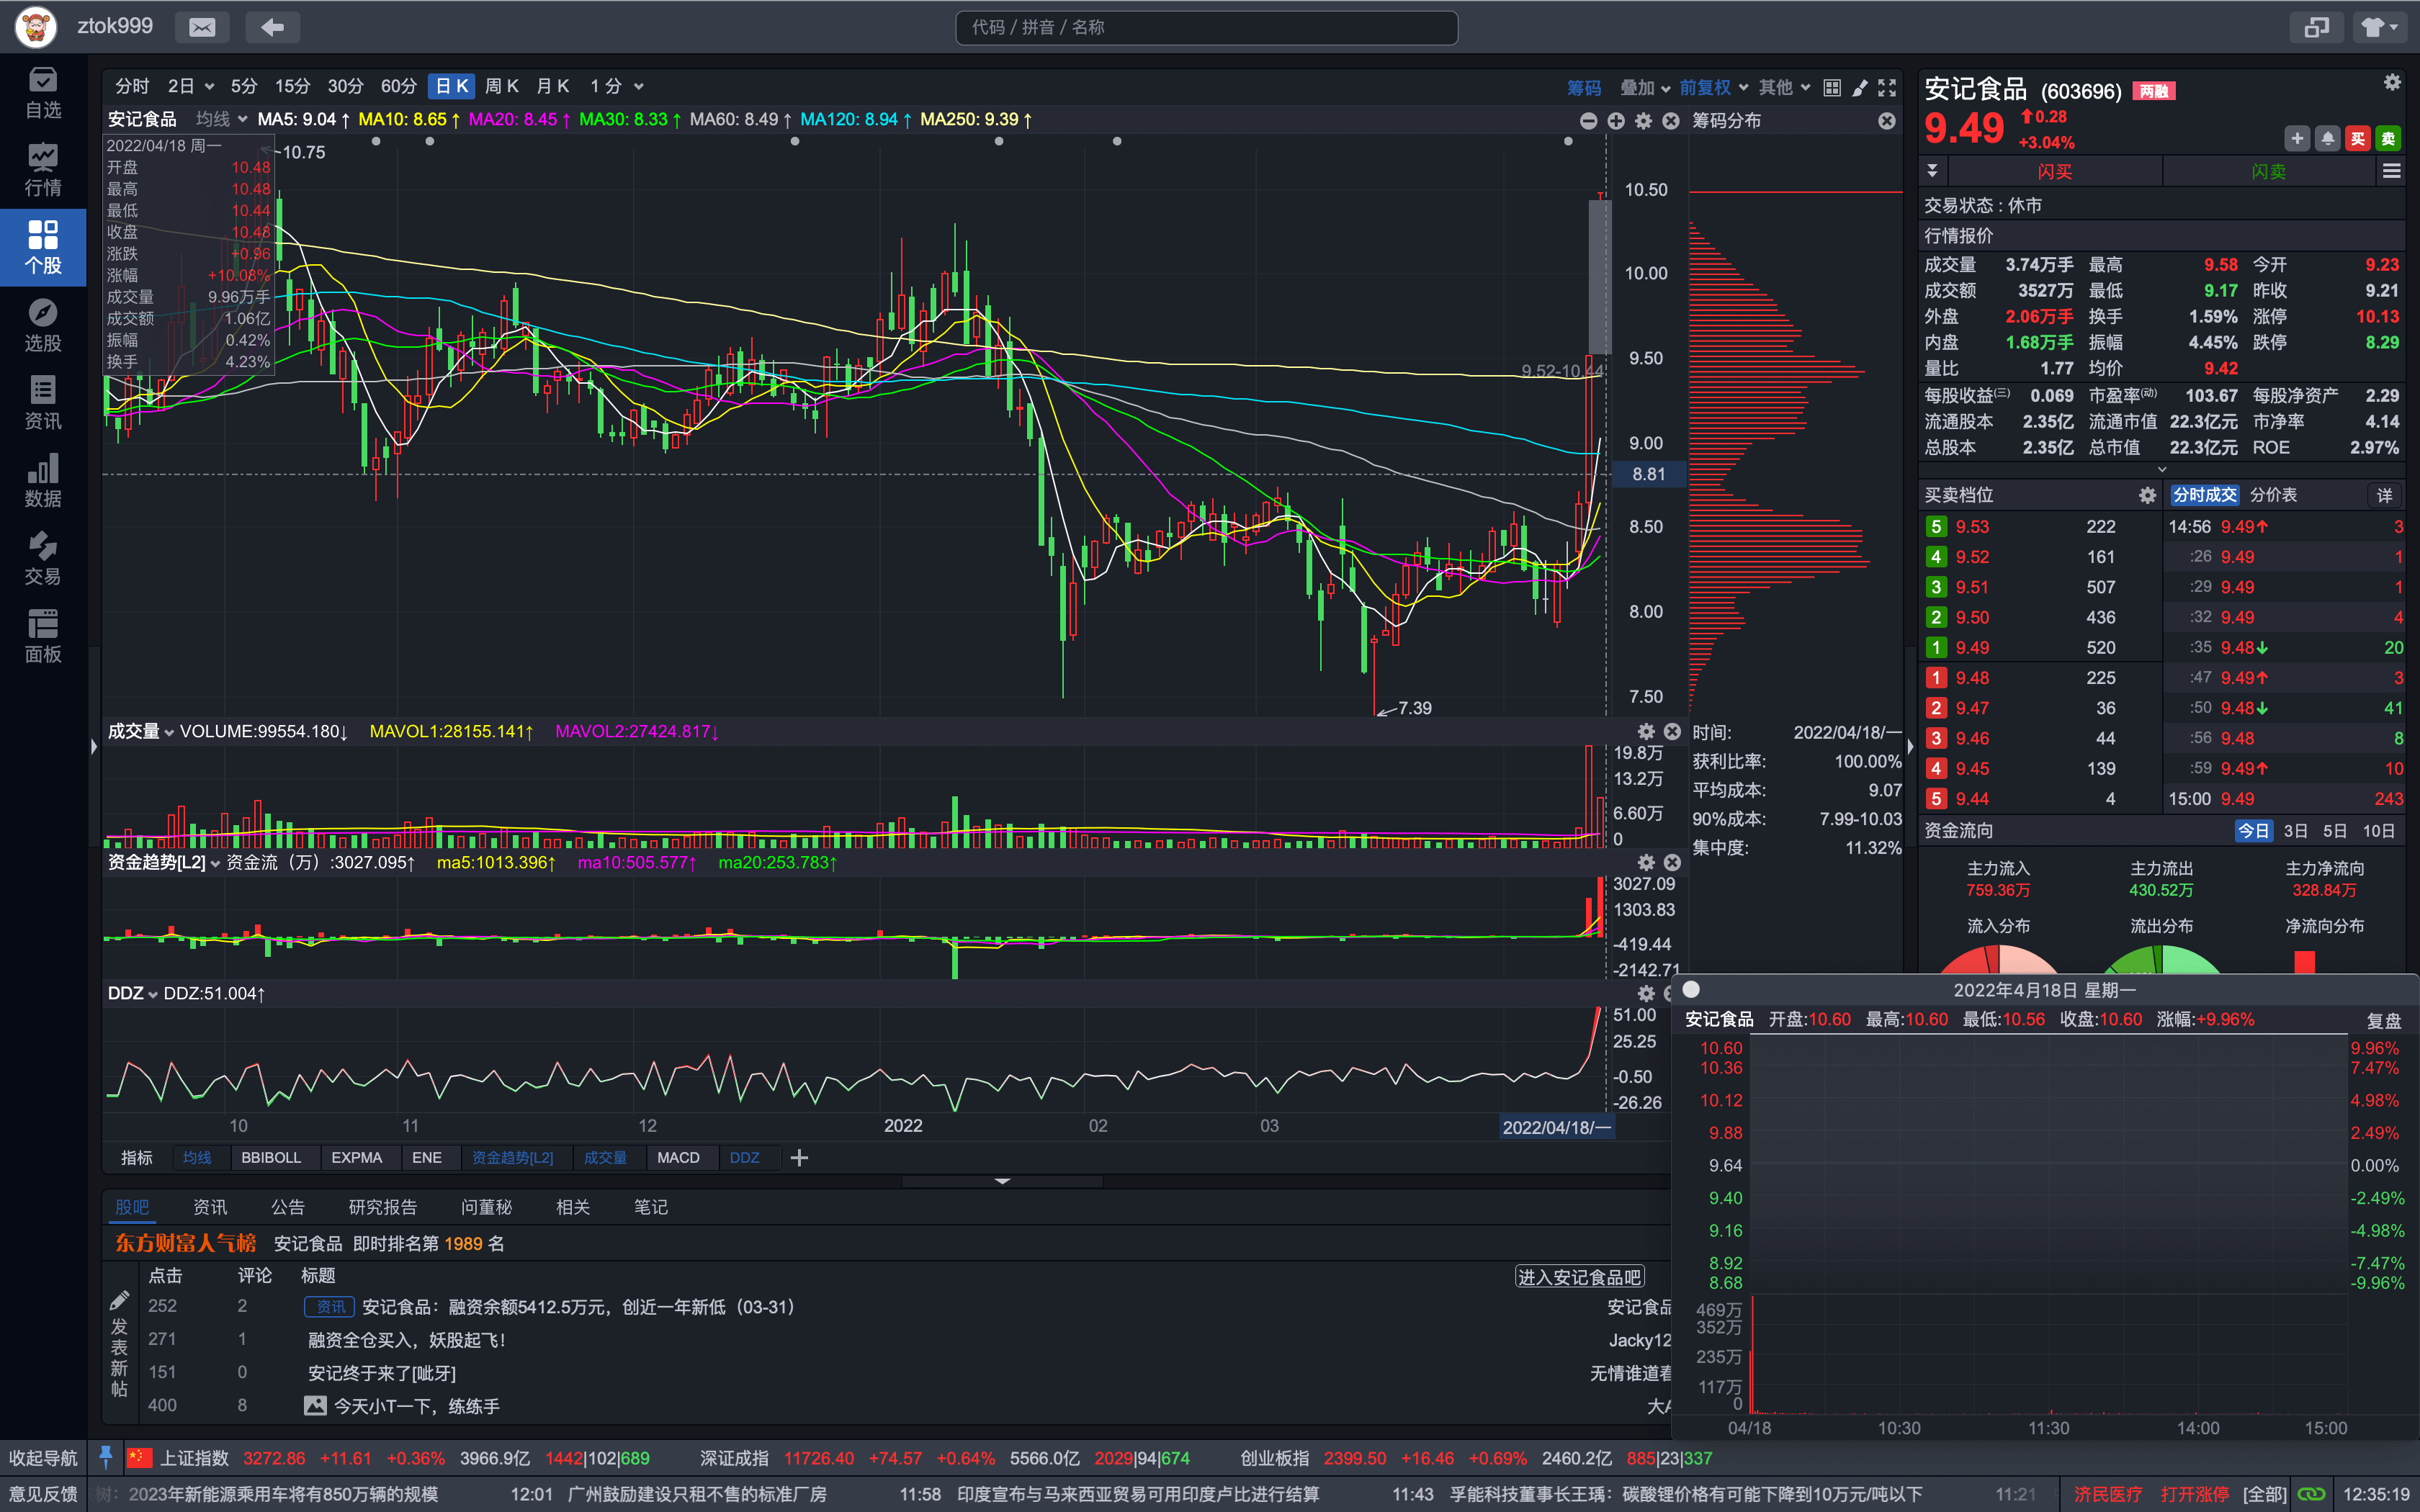 ztok999
代码 / 拼音 / 名称
自选
行情
个股
选股
资讯
数据
交易
面板
分时 2日 5分 15分 30分 60分 日K 周K 月K 1分 筹码 叠加 前复权 其他
安记食品 均线 MA5: 9.04↑ MA10: 8.65↑ MA20: 8.45↑ MA30: 8.33↑ MA60: 8.49↑ MA120: 8.94↑ MA250: 9.39↑ 筹码分布
2022/04/18 周一
开盘 10.48
最高 10.48
最低 10.44
收盘 10.48
涨跌 +0.96
涨幅 +10.08%
成交量 9.96万手
成交额 1.06亿
振幅 0.42%
换手 4.23%
10.75
9.52-10.44
7.39
10.50
10.00
9.50
9.00
8.81
8.50
8.00
7.50
成交量 VOLUME:99554.180↓ MAVOL1:28155.141↑ MAVOL2:27424.817↓
19.8万
13.2万
6.60万
0
资金趋势[L2] 资金流（万）:3027.095↑ ma5:1013.396↑ ma10:505.577↑ ma20:253.783↑
3027.09
1303.83
-419.44
-2142.71
DDZ DDZ:51.004↑
51.00
25.25
-0.50
-26.26
10 11 12 2022 02 03 2022/04/18/一
指标 均线 BBIBOLL EXPMA ENE 资金趋势[L2] 成交量 MACD DDZ
时间: 2022/04/18/一
获利比率: 100.00%
平均成本: 9.07
90%成本: 7.99-10.03
集中度: 11.32%
安记食品 (603696) 两融
9.49 0.28
+3.04%
买 卖
闪买 闪卖
交易状态 : 休市
行情报价
成交量 3.74万手 最高 9.58 今开 9.23
成交额 3527万 最低 9.17 昨收 9.21
外盘 2.06万手 换手 1.59% 涨停 10.13
内盘 1.68万手 振幅 4.45% 跌停 8.29
量比 1.77 均价 9.42
每股收益(三) 0.069 市盈率(动) 103.67 每股净资产 2.29
流通股本 2.35亿 流通市值 22.3亿元 市净率 4.14
总股本 2.35亿 总市值 22.3亿元 ROE 2.97%
买卖档位 分时成交 分价表 详
5 9.53 222 14:56 9.49↑ 3
4 9.52 161 :26 9.49 1
3 9.51 507 :29 9.49 1
2 9.50 436 :32 9.49 4
1 9.49 520 :35 9.48↓ 20
1 9.48 225 :47 9.49↑ 3
2 9.47 36 :50 9.48↓ 41
3 9.46 44 :56 9.48 8
4 9.45 139 :59 9.49↑ 10
5 9.44 4 15:00 9.49 243
资金流向 今日 3日 5日 10日
主力流入 主力流出 主力净流向
759.36万 430.52万 328.84万
流入分布 流出分布 净流向分布
2022年4月18日 星期一
安记食品 开盘:10.60 最高:10.60 最低:10.56 收盘:10.60 涨幅:+9.96% 复盘
10.60 9.96%
10.36 7.47%
10.12 4.98%
9.88 2.49%
9.64 0.00%
9.40 -2.49%
9.16 -4.98%
8.92 -7.47%
8.68 -9.96%
469万
352万
235万
117万
0
04/18 10:30 11:30 14:00 15:00
股吧 资讯 公告 研究报告 问董秘 相关 笔记
东方财富人气榜 安记食品 即时排名第 1989 名
点击 评论 标题 进入安记食品吧
252 2 资讯 安记食品：融资余额5412.5万元，创近一年新低（03-31） 安记食品
271 1 融资全仓买入，妖股起飞！ Jacky12
151 0 安记终于来了[呲牙] 无情谁道看
400 8 今天小T一下，练练手 大A
发表新帖
收起导航 上证指数 3272.86 +11.61 +0.36% 3966.9亿 1442|102|689 深证成指 11726.40 +74.57 +0.64% 5566.0亿 2029|94|674 创业板指 2399.50 +16.46 +0.69% 2460.2亿 885|23|337
意见反馈 树：2023年新能源乘用车将有850万辆的规模 12:01 广州鼓励建设只租不售的标准厂房 11:58 印度宣布与马来西亚贸易可用印度卢比进行结算 11:43 孚能科技董事长王瑀：碳酸锂价格有可能下降到10万元/吨以下 11:21 济民医疗 打开涨停 [全部] 12:35:19